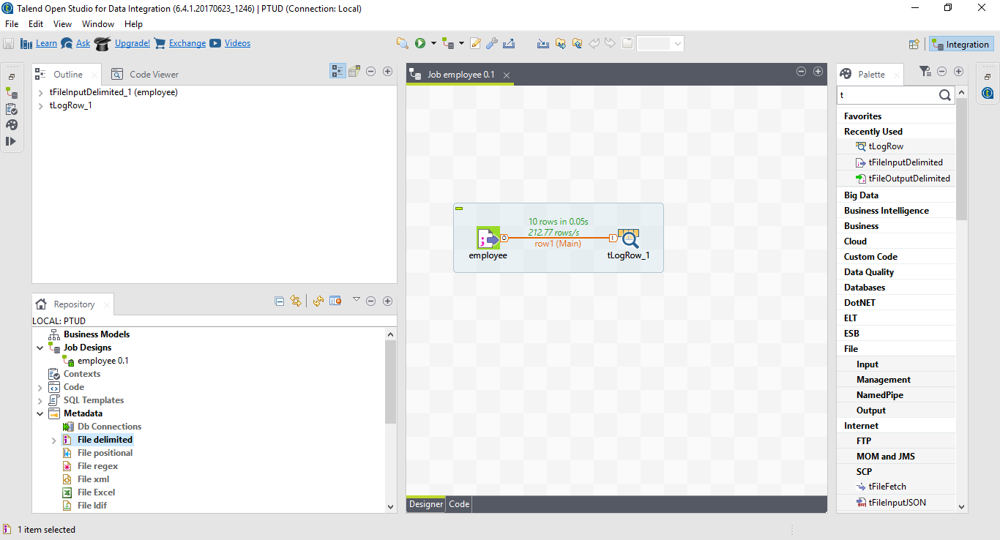 Talend Open Studio for Data Integration (6.4.1.20170623_1246) | PTUD (Connection: Local)
File Edit View Window Help
Learn Ask Upgrade! Exchange Videos
Integration
Outline Code Viewer
tFileInputDelimited_1 (employee)
tLogRow_1
Repository
LOCAL: PTUD
Business Models
Job Designs
employee 0.1
Contexts
Code
SQL Templates
Metadata
Db Connections
File delimited
File positional
File regex
File xml
File Excel
File ldif
1 item selected
Job employee 0.1
10 rows in 0.05s
212.77 rows/s
row1 (Main)
O
I
employee
tLogRow_1
Designer Code
Palette
t
Favorites
Recently Used
tLogRow
tFileInputDelimited
tFileOutputDelimited
Big Data
Business Intelligence
Business
Cloud
Custom Code
Data Quality
Databases
DotNET
ELT
ESB
File
Input
Management
NamedPipe
Output
Internet
FTP
MOM and JMS
SCP
tFileFetch
tFileInputJSON